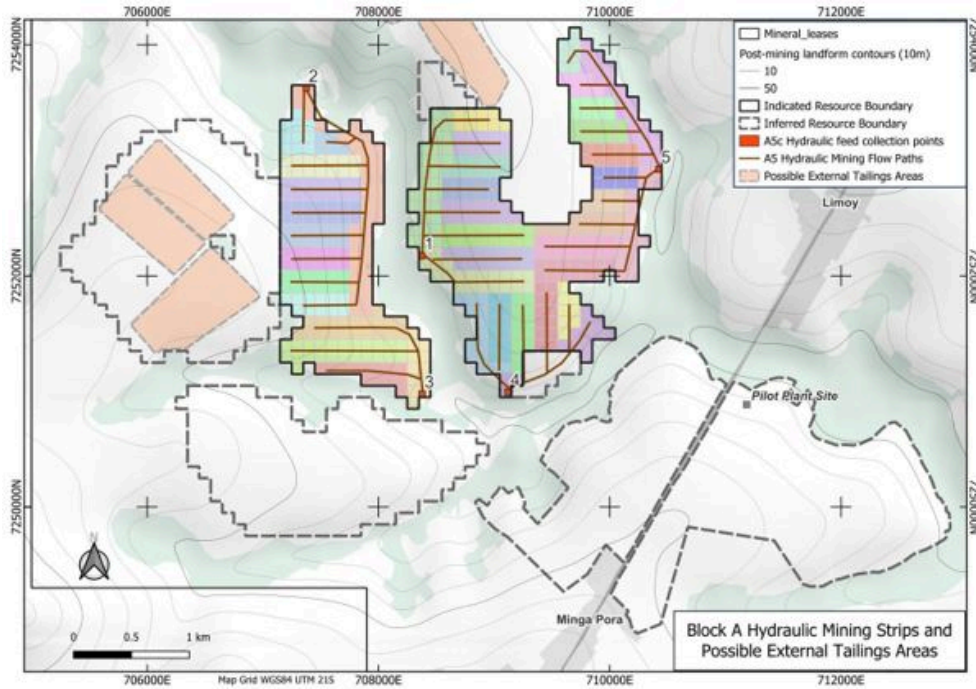 706000E 708000E 710000E 712000E
7254000N
7254000N
Mineral_leases
Post-mining landform contours (10m)
10
50
Indicated Resource Boundary
Inferred Resource Boundary
A5c Hydraulic feed collection points
A5 Hydraulic Mining Flow Paths
Possible External Tailings Areas
2
5
Limoy
1
7252000N
7252000N
3
4
Pilot Plant Site
7250000N
7250000N
N
Minga Pora
0 0.5 1 km
Block A Hydraulic Mining Strips and
Possible External Tailings Areas
706000E 708000E 710000E 712000E
Map Grid WGS84 UTM 21S